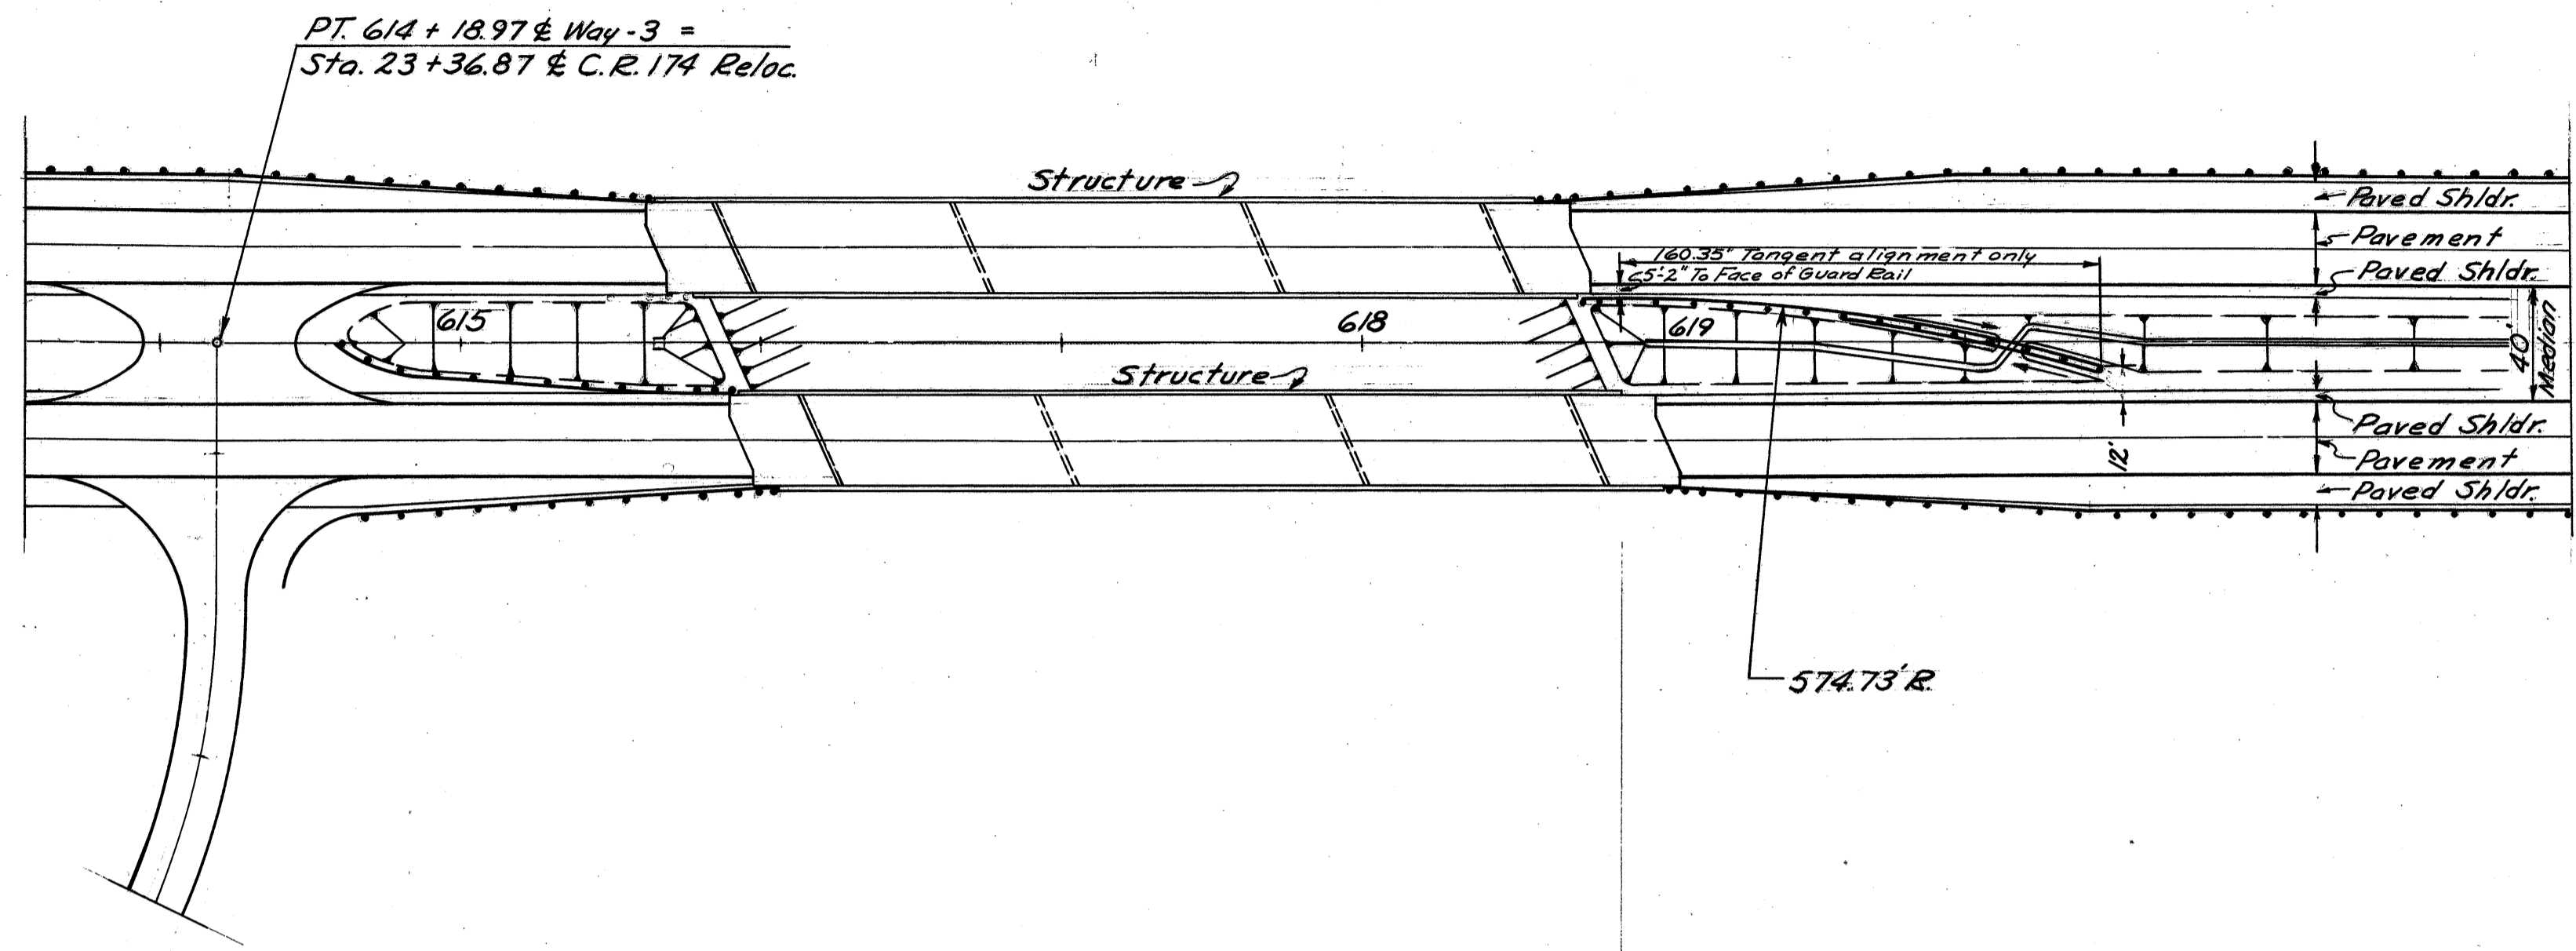 PT. 614 + 18.97 ℄ Way-3 =
Sta. 23+36.87 ℄ C.R. 174 Reloc.
Structure
Paved Shldr.
Pavement
160.35" Tangent alignment only
5'-2" To Face of Guard Rail
Paved Shldr.
615
618
619
40'
Median
Structure
Paved Shldr.
12'
Pavement
Paved Shldr.
574.73' R.